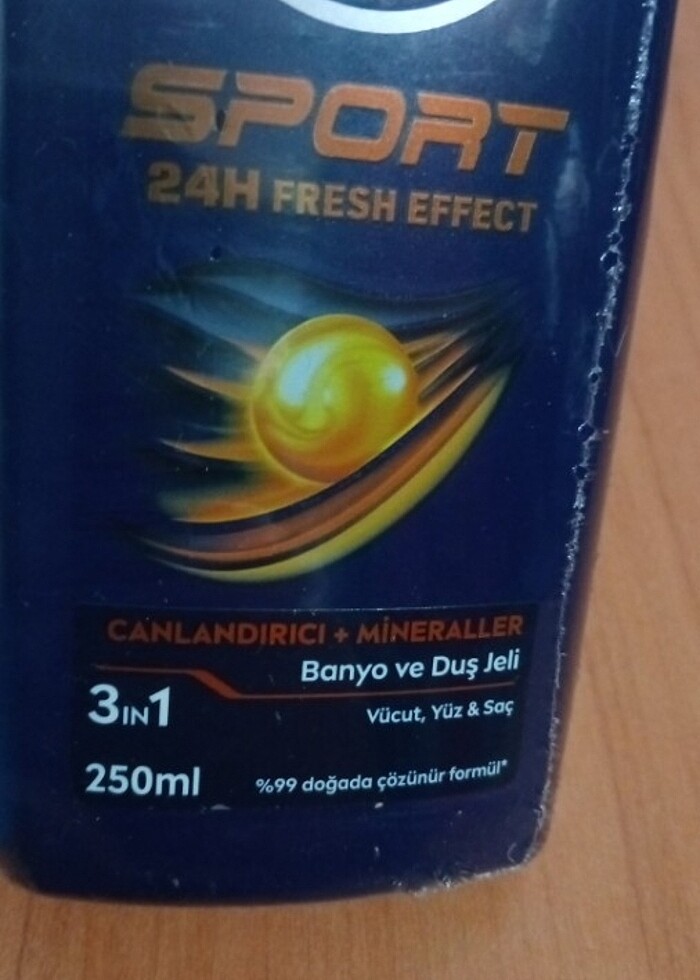 SPORT
24H FRESH EFFECT
CANLANDIRICI + MİNERALLER
Banyo ve Duş Jeli
3IN1
Vücut, Yüz & Saç
250ml
%99 doğada çözünür formül*